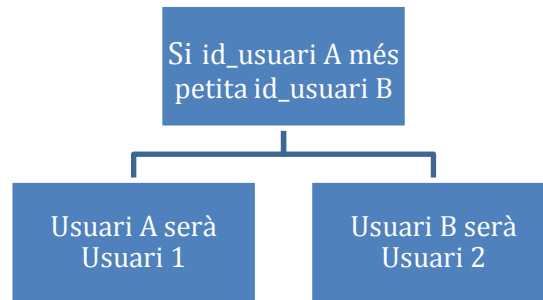 Si id_usuari A més
petita id_usuari B
Usuari A serà
Usuari 1
Usuari B serà
Usuari 2